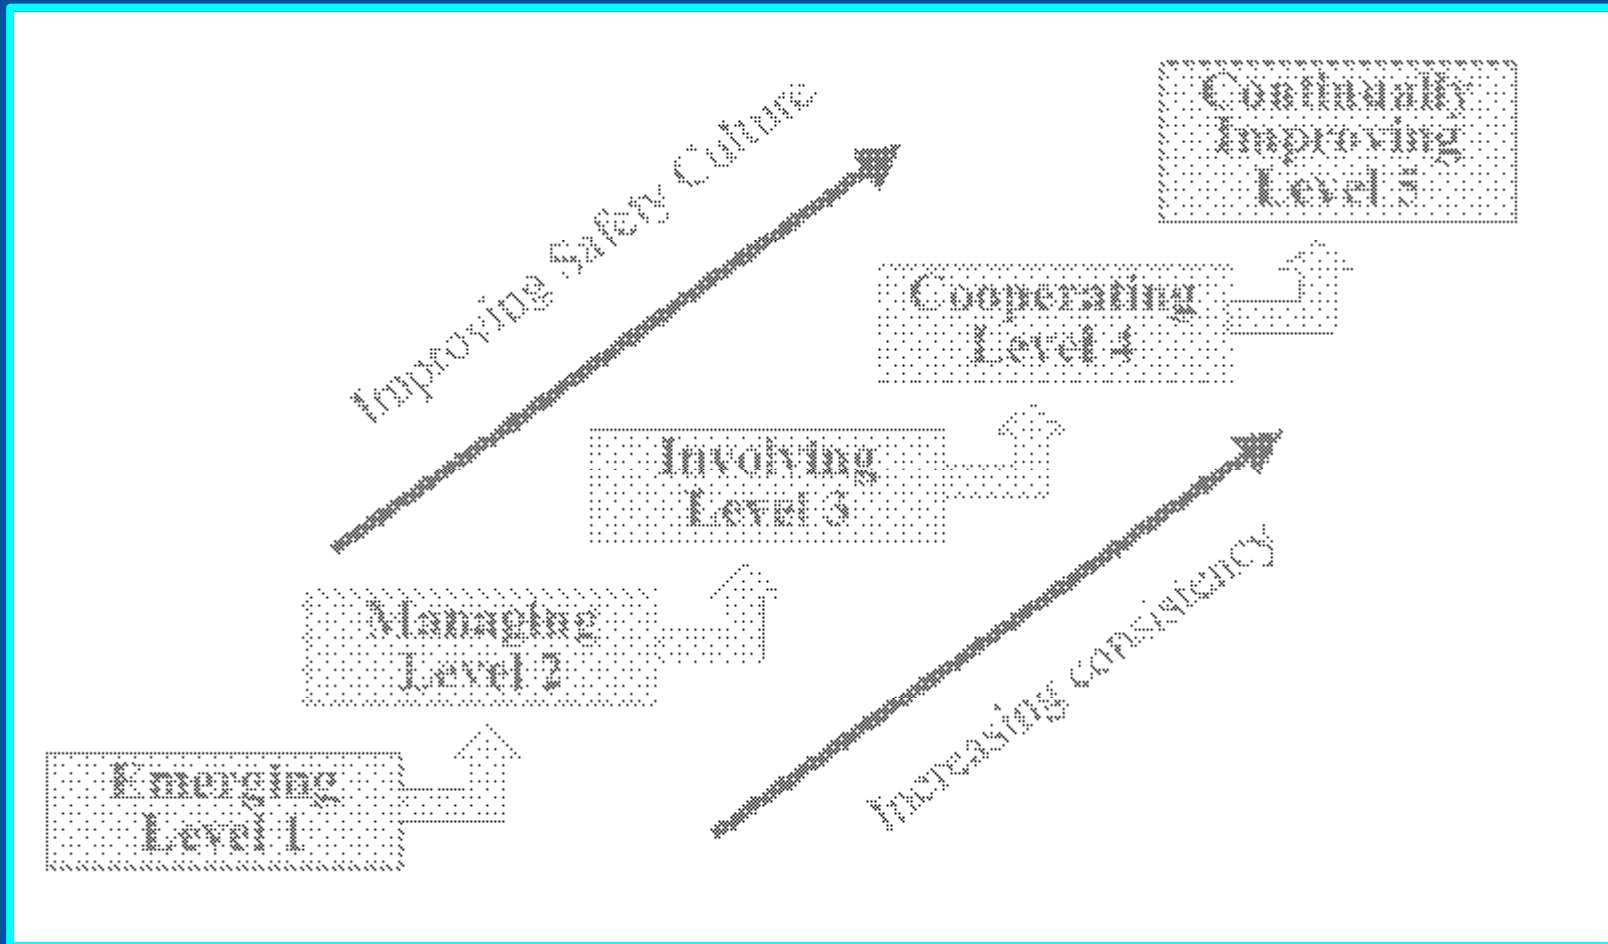 Improving Safety Culture
Continually
Improving
Level 5
Cooperating
Level 4
Involving
Level 3
Managing
Level 2
Increasing consistency
Emerging
Level 1